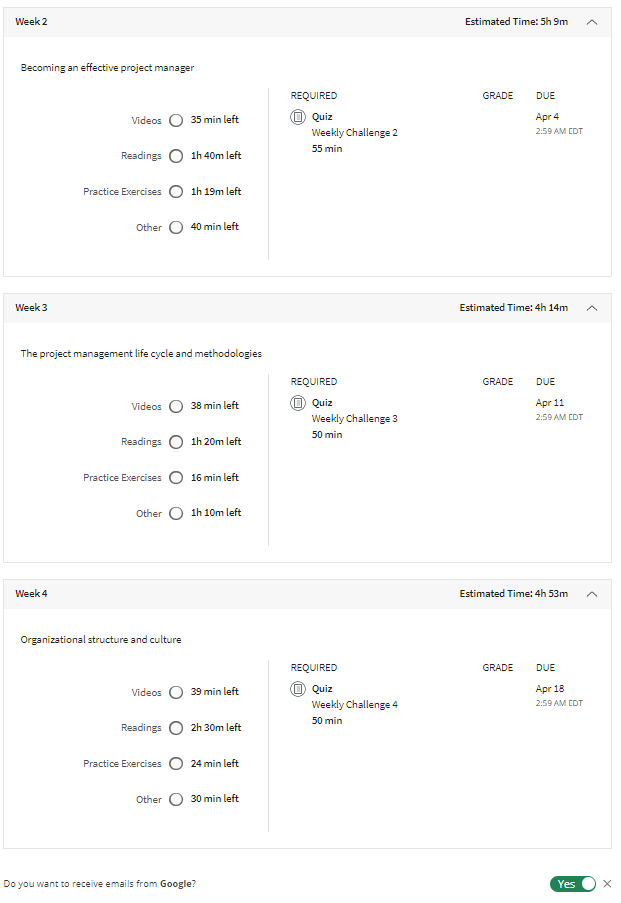 Week 2 Estimated Time: 5h 9m
Becoming an effective project manager
REQUIRED GRADE DUE
Videos 35 min left
Quiz Apr 4
Weekly Challenge 2 2:59 AM EDT
55 min
Readings 1h 40m left
Practice Exercises 1h 19m left
Other 40 min left
Week 3 Estimated Time: 4h 14m
The project management life cycle and methodologies
REQUIRED GRADE DUE
Videos 38 min left
Quiz Apr 11
Weekly Challenge 3 2:59 AM EDT
50 min
Readings 1h 20m left
Practice Exercises 16 min left
Other 1h 10m left
Week 4 Estimated Time: 4h 53m
Organizational structure and culture
REQUIRED GRADE DUE
Videos 39 min left
Quiz Apr 18
Weekly Challenge 4 2:59 AM EDT
50 min
Readings 2h 30m left
Practice Exercises 24 min left
Other 30 min left
Do you want to receive emails from Google? Yes